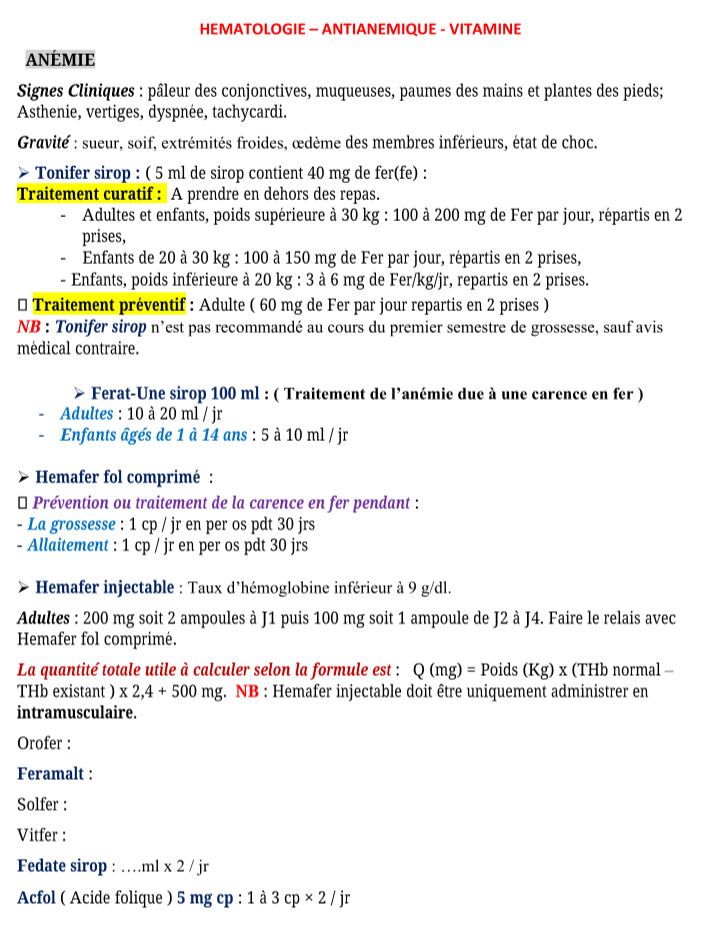 HEMATOLOGIE – ANTIANEMIQUE - VITAMINE
ANÉMIE
Signes Cliniques : pâleur des conjonctives, muqueuses, paumes des mains et plantes des pieds;
Asthenie, vertiges, dyspnée, tachycardi.
Gravité : sueur, soif, extrémités froides, œdème des membres inférieurs, état de choc.
➢ Tonifer sirop : ( 5 ml de sirop contient 40 mg de fer(fe) :
Traitement curatif : A prendre en dehors des repas.
- Adultes et enfants, poids supérieure à 30 kg : 100 à 200 mg de Fer par jour, répartis en 2
prises,
- Enfants de 20 à 30 kg : 100 à 150 mg de Fer par jour, répartis en 2 prises,
- Enfants, poids inférieure à 20 kg : 3 à 6 mg de Fer/kg/jr, repartis en 2 prises.
▯ Traitement préventif : Adulte ( 60 mg de Fer par jour repartis en 2 prises )
NB : Tonifer sirop n’est pas recommandé au cours du premier semestre de grossesse, sauf avis
médical contraire.
➢ Ferat-Une sirop 100 ml : ( Traitement de l’anémie due à une carence en fer )
- Adultes : 10 à 20 ml / jr
- Enfants âgés de 1 à 14 ans : 5 à 10 ml / jr
➢ Hemafer fol comprimé :
▯ Prévention ou traitement de la carence en fer pendant :
- La grossesse : 1 cp / jr en per os pdt 30 jrs
- Allaitement : 1 cp / jr en per os pdt 30 jrs
➢ Hemafer injectable : Taux d’hémoglobine inférieur à 9 g/dl.
Adultes : 200 mg soit 2 ampoules à J1 puis 100 mg soit 1 ampoule de J2 à J4. Faire le relais avec
Hemafer fol comprimé.
La quantité totale utile à calculer selon la formule est : Q (mg) = Poids (Kg) x (THb normal –
THb existant ) x 2,4 + 500 mg. NB : Hemafer injectable doit être uniquement administrer en
intramusculaire.
Orofer :
Feramalt :
Solfer :
Vitfer :
Fedate sirop : ….ml x 2 / jr
Acfol ( Acide folique ) 5 mg cp : 1 à 3 cp × 2 / jr